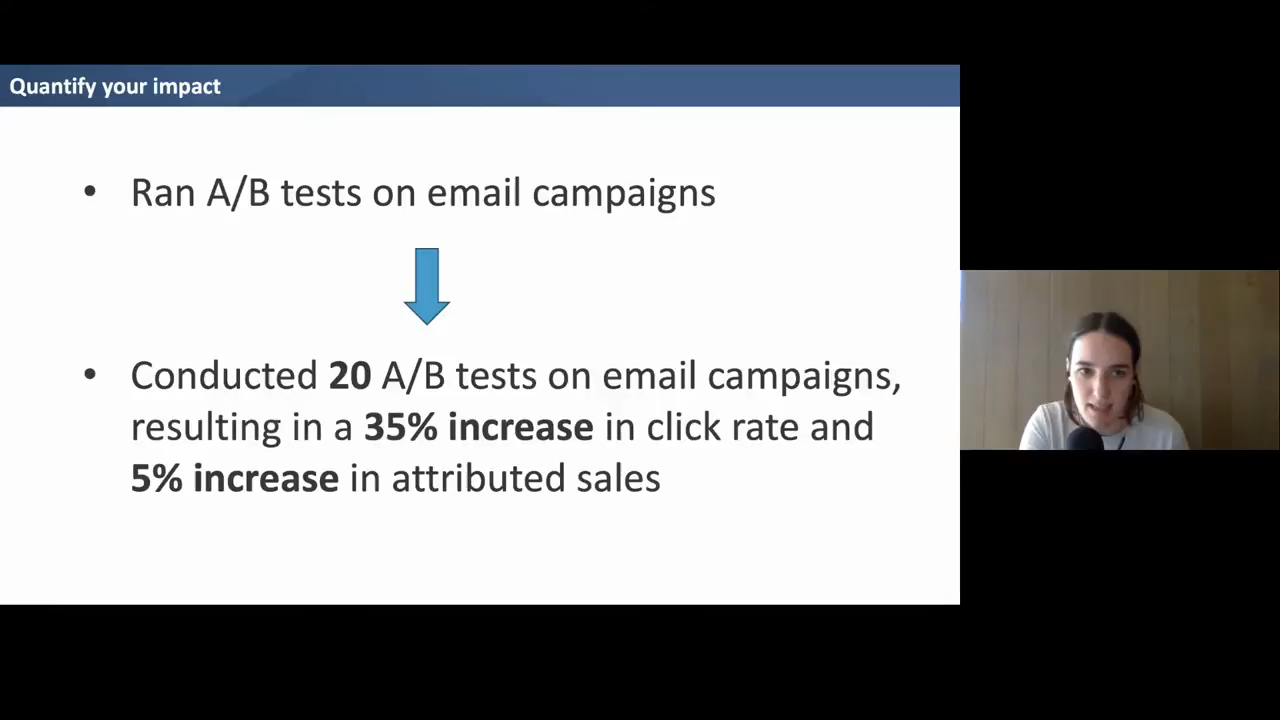 Quantify your impact
• Ran A/B tests on email campaigns
• Conducted 20 A/B tests on email campaigns,
resulting in a 35% increase in click rate and
5% increase in attributed sales